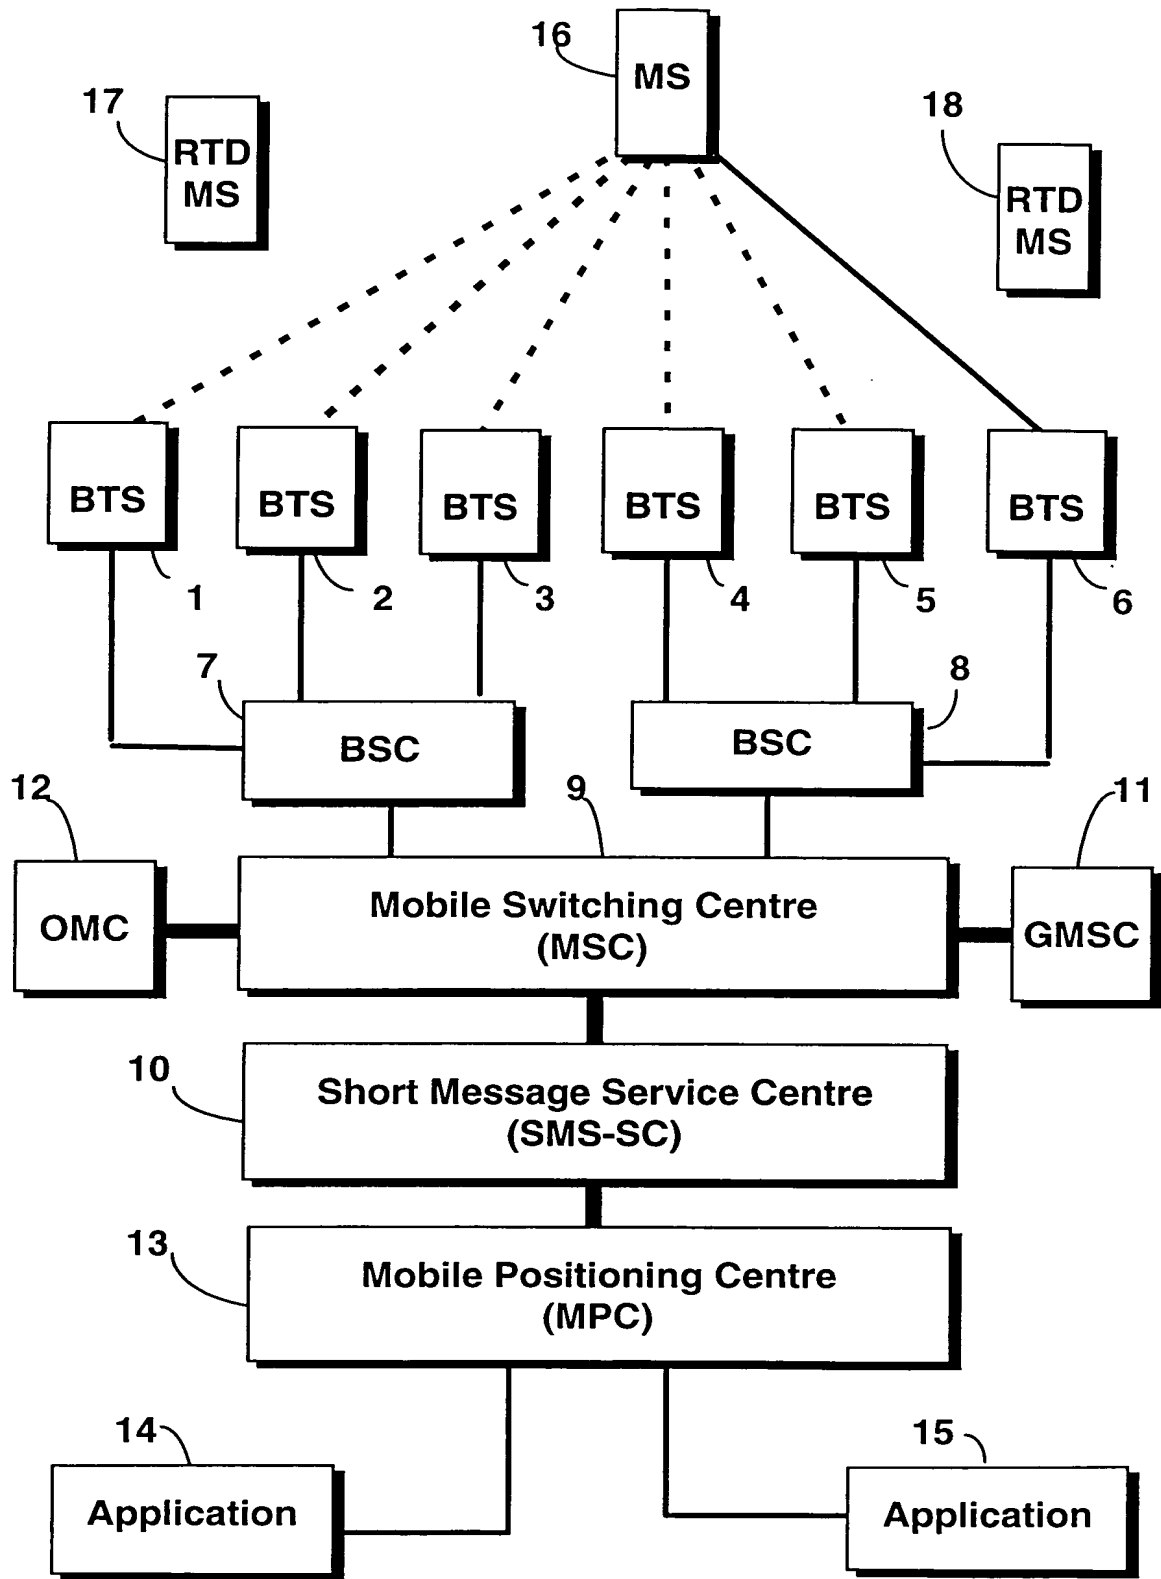 16
MS
17
RTD
MS
18
RTD
MS
BTS
BTS
BTS
BTS
BTS
BTS
1
2
3
4
5
6
7
BSC
8
BSC
12
OMC
9
Mobile Switching Centre
(MSC)
11
GMSC
10
Short Message Service Centre
(SMS-SC)
13
Mobile Positioning Centre
(MPC)
14
Application
15
Application